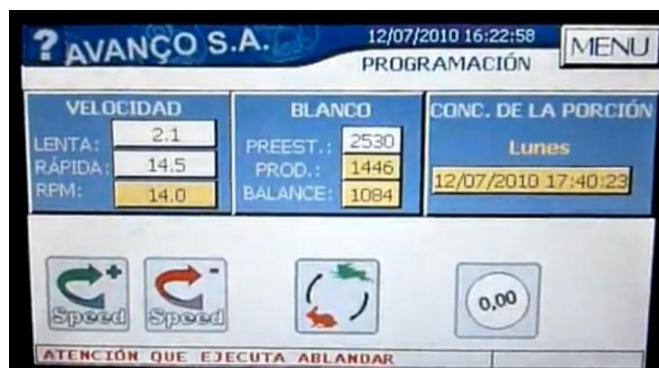 ? AVANÇO S.A.
12/07/2010 16:22:58
PROGRAMACIÓN
MENU
VELOCIDAD
LENTA: 2.1
RÁPIDA: 14.5
RPM: 14.0
BLANCO
PREEST.: 2530
PROD.: 1446
BALANCE: 1084
CONC. DE LA PORCIÓN
Lunes
12/07/2010 17:40:23
+
Speed
-
Speed
0,00
ATENCIÓN QUE EJECUTA ABLANDAR